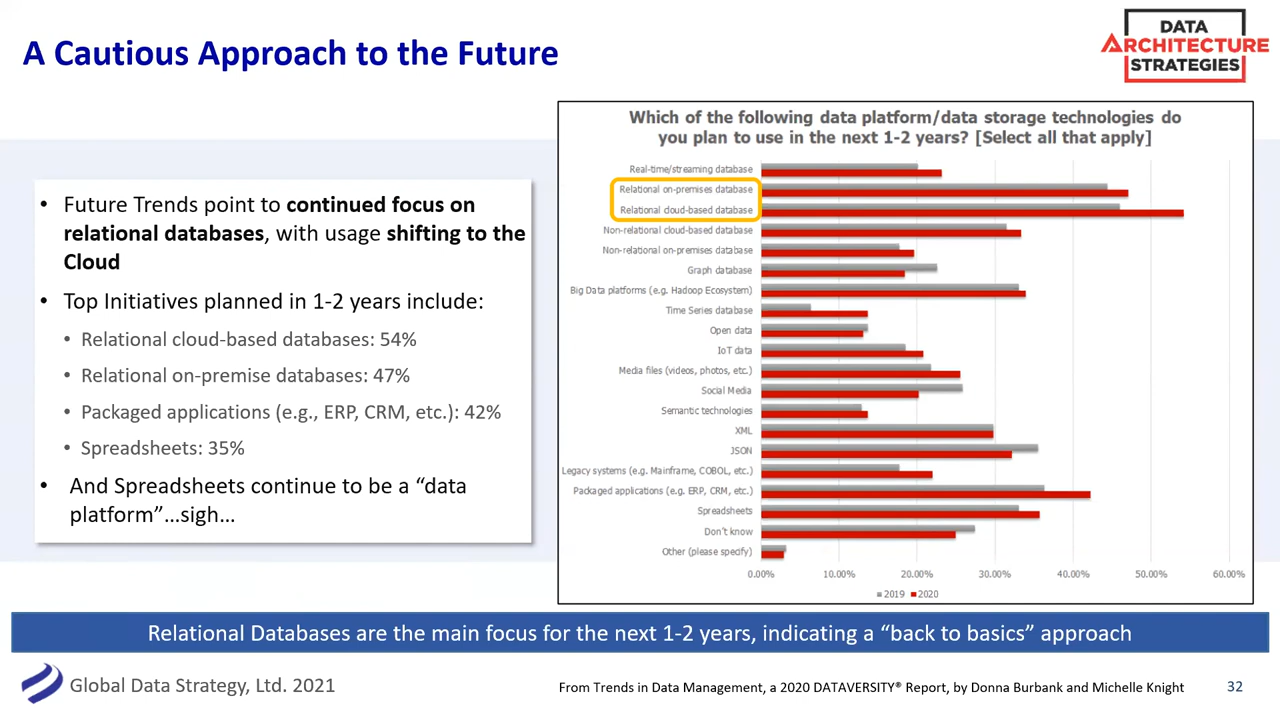 A Cautious Approach to the Future
DATA
ARCHITECTURE
STRATEGIES
• Future Trends point to continued focus on
relational databases, with usage shifting to the
Cloud
• Top Initiatives planned in 1-2 years include:
• Relational cloud-based databases: 54%
• Relational on-premise databases: 47%
• Packaged applications (e.g., ERP, CRM, etc.): 42%
• Spreadsheets: 35%
• And Spreadsheets continue to be a “data
platform”…sigh…
Which of the following data platform/data storage technologies do
you plan to use in the next 1-2 years? [Select all that apply]
Real-time/streaming database
Relational on-premises database
Relational cloud-based database
Non-relational cloud-based database
Non-relational on-premises database
Graph database
Big Data platforms (e.g. Hadoop Ecosystem)
Time Series database
Open data
IoT data
Media files (videos, photos, etc.)
Social Media
Semantic technologies
XML
JSON
Legacy systems (e.g. Mainframe, COBOL, etc.)
Packaged applications (e.g. ERP, CRM, etc.)
Spreadsheets
Don't know
Other (please specify)
0.00% 10.00% 20.00% 30.00% 40.00% 50.00% 60.00%
2019 2020
Relational Databases are the main focus for the next 1-2 years, indicating a “back to basics” approach
Global Data Strategy, Ltd. 2021
From Trends in Data Management, a 2020 DATAVERSITY® Report, by Donna Burbank and Michelle Knight
32